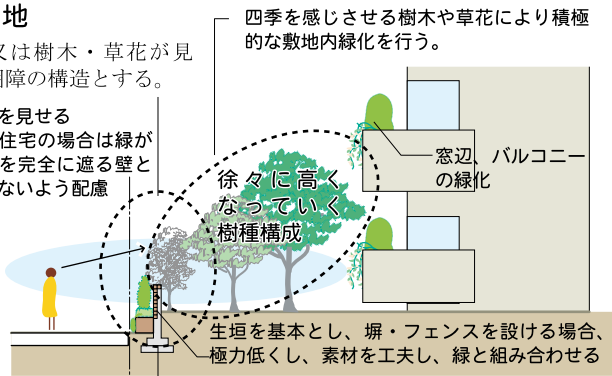 地
又は樹木・草花が見
障の構造とする。
を見せる
住宅の場合は緑が
を完全に遮る壁と
ないよう配慮
四季を感じさせる樹木や草花により積極
的な敷地内緑化を行う。
窓辺、バルコニー
の緑化
徐々に高く
なっていく
樹種構成
生垣を基本とし、塀・フェンスを設ける場合、
極力低くし、素材を工夫し、緑と組み合わせる